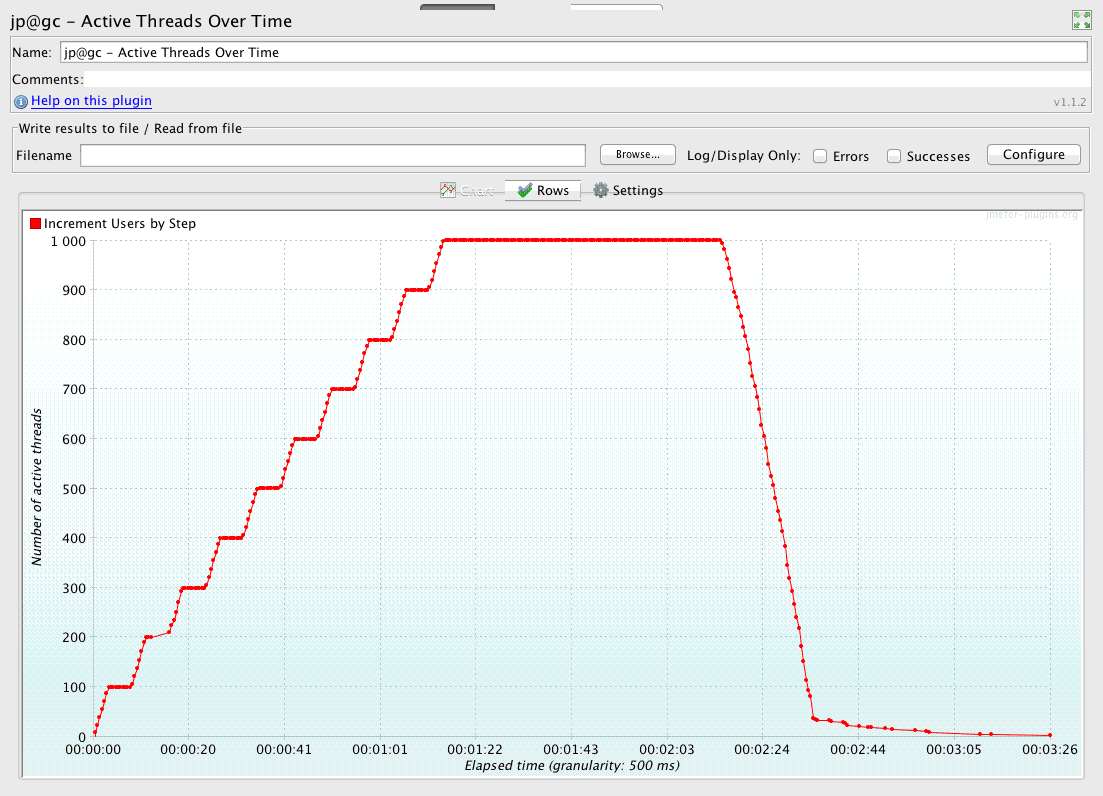 jp@gc - Active Threads Over Time
Name: jp@gc - Active Threads Over Time
Comments:
Help on this plugin
v1.1.2
Write results to file / Read from file
Filename Browse... Log/Display Only: Errors Successes Configure
Chart Rows Settings
jmeter-plugins.org
Increment Users by Step
1 000
900
800
700
600
500
400
300
200
100
0
Number of active threads
00:00:00 00:00:20 00:00:41 00:01:01 00:01:22 00:01:43 00:02:03 00:02:24 00:02:44 00:03:05 00:03:26
Elapsed time (granularity: 500 ms)